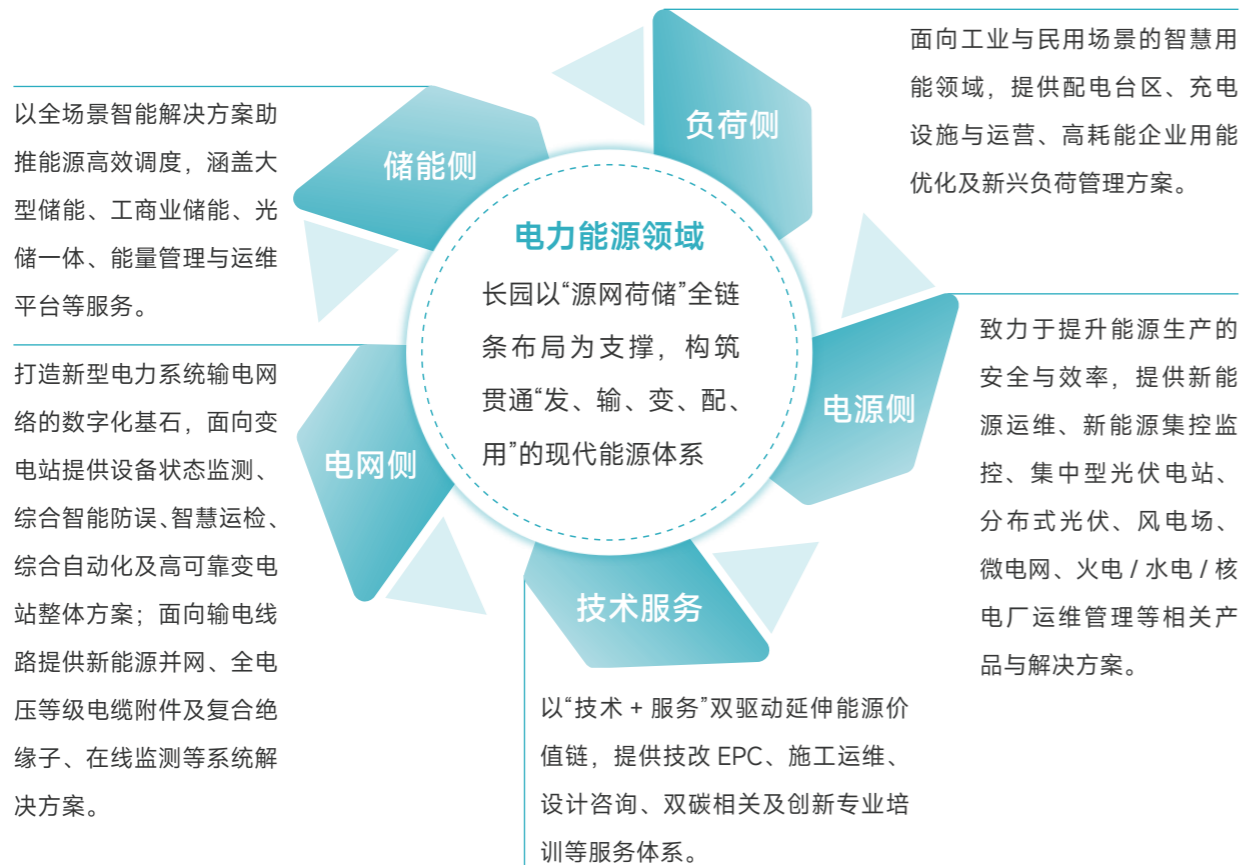 电力能源领域
长园以“源网荷储”全链
条布局为支撑，构筑
贯通“发、输、变、配、
用”的现代能源体系
负荷侧
面向工业与民用场景的智慧用
能领域，提供配电台区、充电
设施与运营、高耗能企业用能
优化及新兴负荷管理方案。
电源侧
致力于提升能源生产的
安全与效率，提供新能
源运维、新能源集控监
控、集中型光伏电站、
分布式光伏、风电场、
微电网、火电 / 水电 / 核
电厂运维管理等相关产
品与解决方案。
技术服务
以“技术 + 服务”双驱动延伸能源价
值链，提供技改 EPC、施工运维、
设计咨询、双碳相关及创新专业培
训等服务体系。
电网侧
打造新型电力系统输电网
络的数字化基石，面向变
电站提供设备状态监测、
综合智能防误、智慧运检、
综合自动化及高可靠变电
站整体方案；面向输电线
路提供新能源并网、全电
压等级电缆附件及复合绝
缘子、在线监测等系统解
决方案。
储能侧
以全场景智能解决方案助
推能源高效调度，涵盖大
型储能、工商业储能、光
储一体、能量管理与运维
平台等服务。